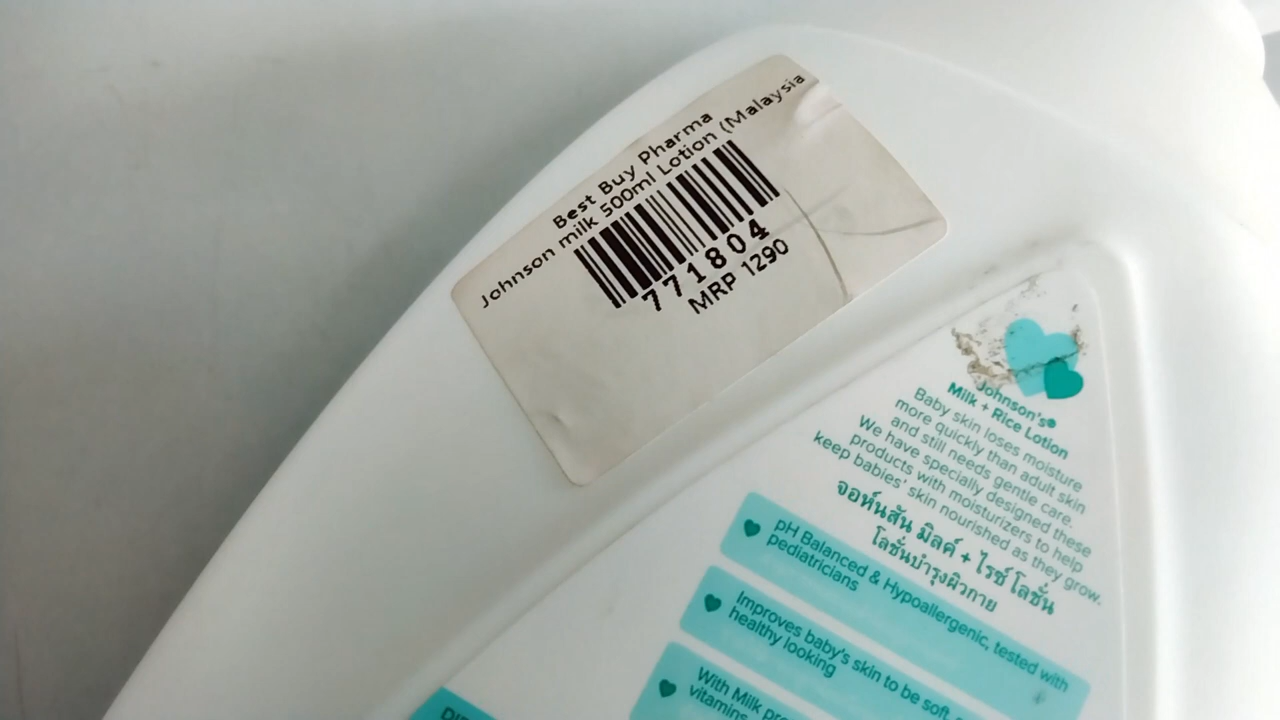 Best Buy Pharma
Johnson milk 500ml Lotion (Malaysia
771804
MRP 1290
Johnson's®
Milk + Rice Lotion
Baby skin loses moisture
more quickly than adult skin
and still needs gentle care.
We have specially designed these
products with moisturizers to help
keep babies' skin nourished as they grow.
จอห์นสัน มิลค์ + ไรซ์ โลชั่น
โลชั่นบำรุงผิวกาย
pH Balanced & Hypoallergenic, tested with
pediatricians
Improves baby's skin to be soft,
healthy looking
With Milk
vitamins